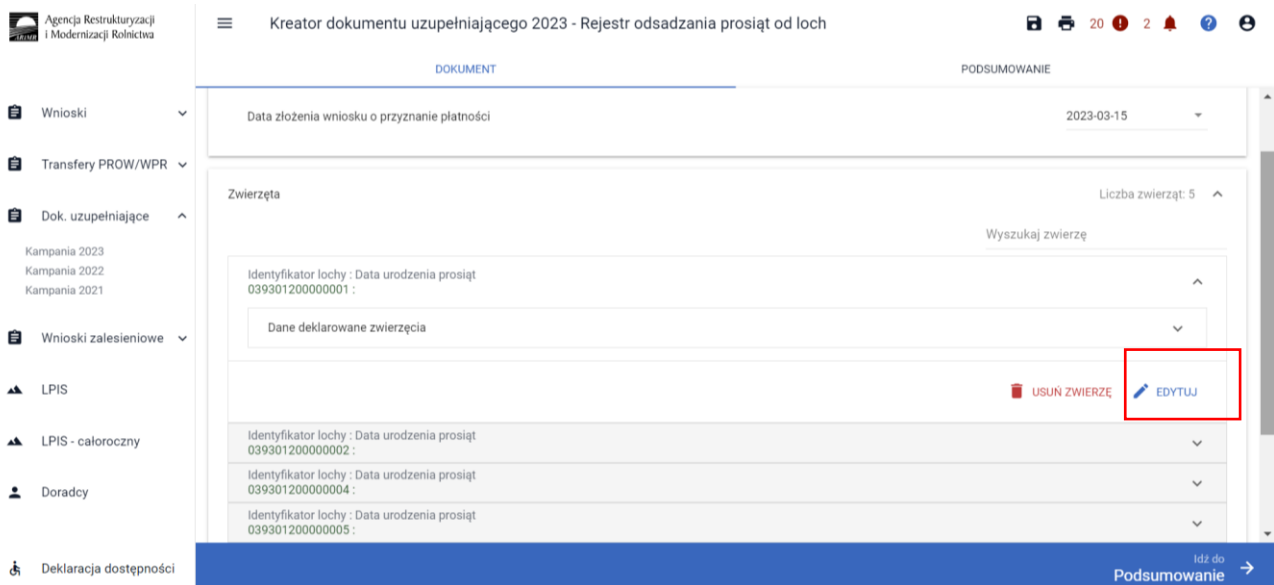 Agencja Restrukturyzacji
i Modernizacji Rolnictwa
Kreator dokumentu uzupełniającego 2023 - Rejestr odsadzania prosiąt od loch
20
2
DOKUMENT
PODSUMOWANIE
Wnioski
Transfery PROW/WPR
Dok. uzupełniające
Kampania 2023
Kampania 2022
Kampania 2021
Wnioski zalesieniowe
LPIS
LPIS - całoroczny
Doradcy
Deklaracja dostępności
Data złożenia wniosku o przyznanie płatności
2023-03-15
Zwierzęta
Liczba zwierząt: 5
Wyszukaj zwierzę
Identyfikator lochy : Data urodzenia prosiąt
039301200000001 :
Dane deklarowane zwierzęcia
USUŃ ZWIERZĘ
EDYTUJ
Identyfikator lochy : Data urodzenia prosiąt
039301200000002 :
Identyfikator lochy : Data urodzenia prosiąt
039301200000004 :
Identyfikator lochy : Data urodzenia prosiąt
039301200000005 :
Idź do
Podsumowanie